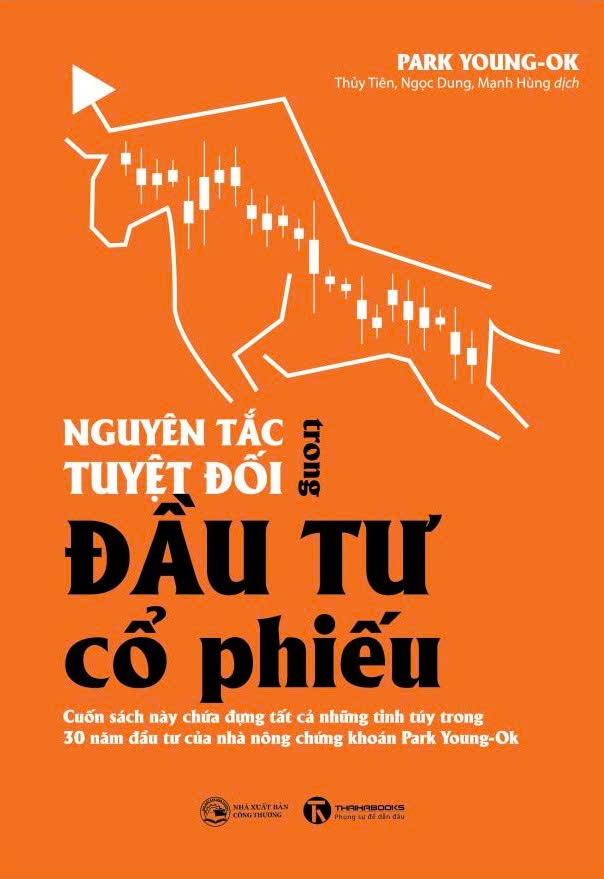 PARK YOUNG-OK
Thủy Tiên, Ngọc Dung, Mạnh Hùng dịch
NGUYÊN TẮC
TUYỆT ĐỐI
trong
ĐẦU TƯ
cổ phiếu
Cuốn sách này chứa đựng tất cả những tinh túy trong
30 năm đầu tư của nhà nông chứng khoán Park Young-Ok
NHÀ XUẤT BẢN
CÔNG THƯƠNG
THAIHABOOKS
Phụng sự để dẫn đầu